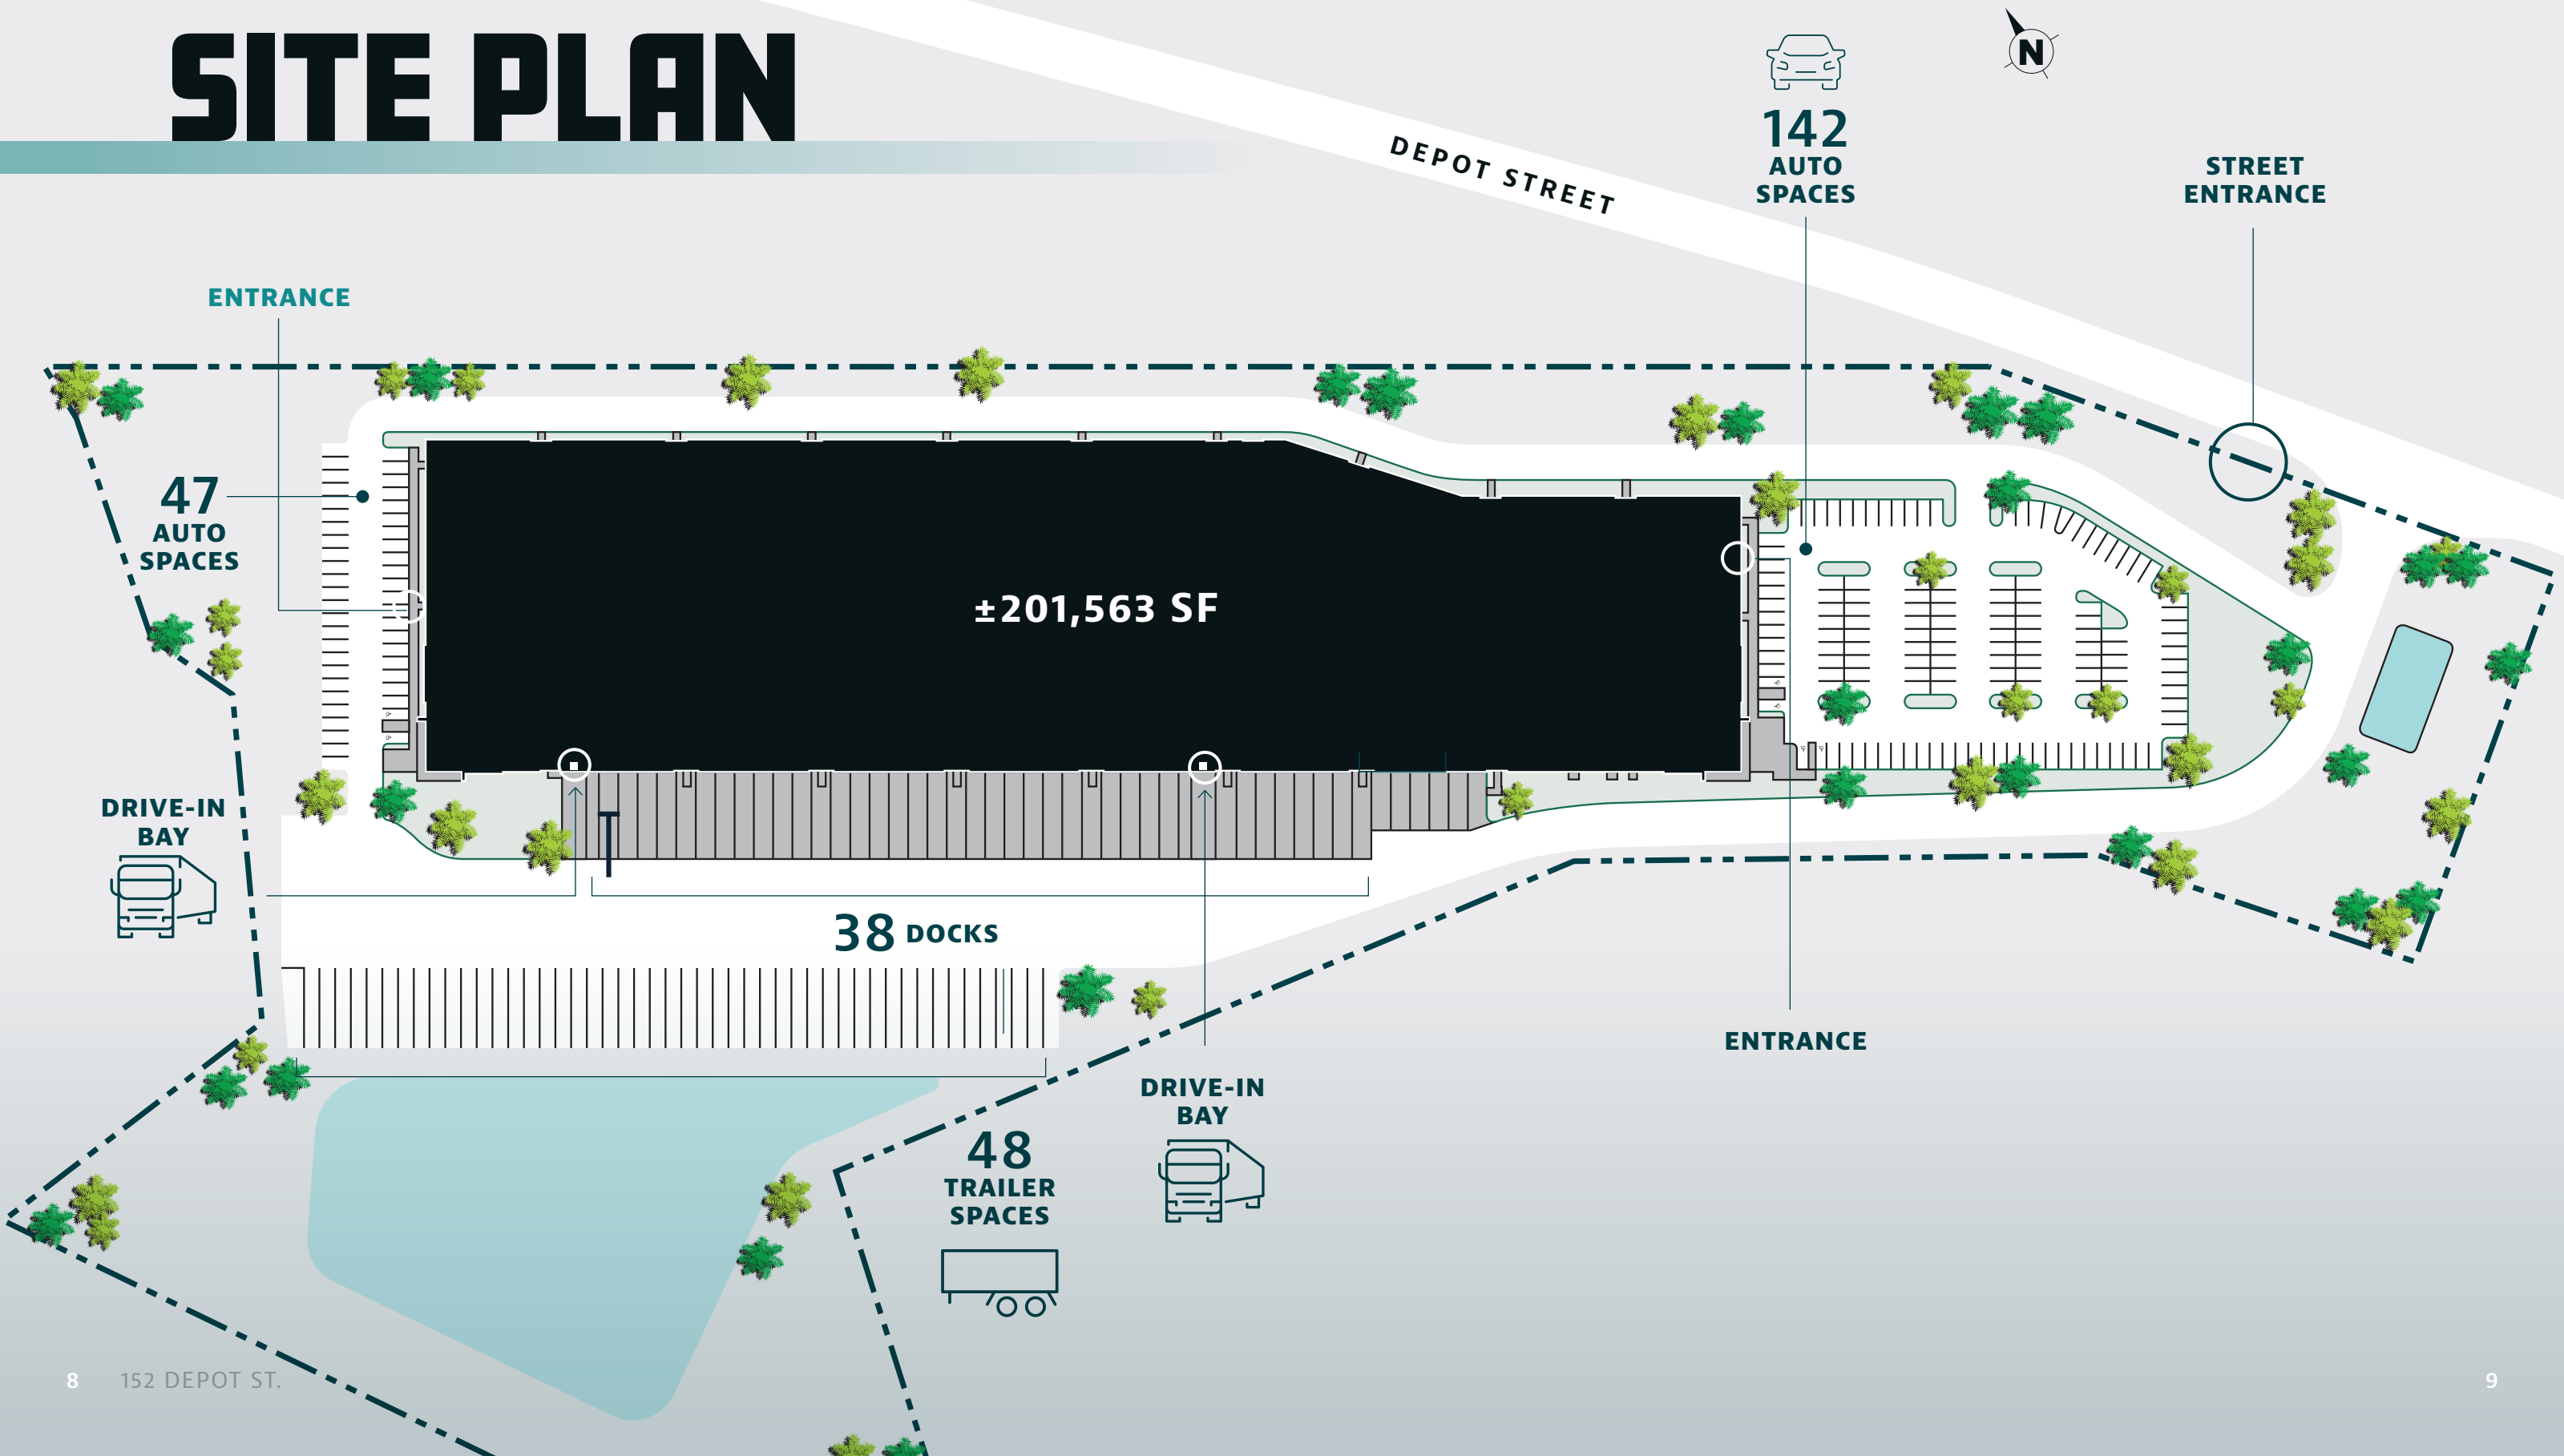 SITE PLAN
N
142
AUTO
SPACES
DEPOT STREET
STREET
ENTRANCE
ENTRANCE
47
AUTO
SPACES
±201,563 SF
DRIVE-IN
BAY
38 DOCKS
ENTRANCE
DRIVE-IN
BAY
48
TRAILER
SPACES
8 152 DEPOT ST.
9